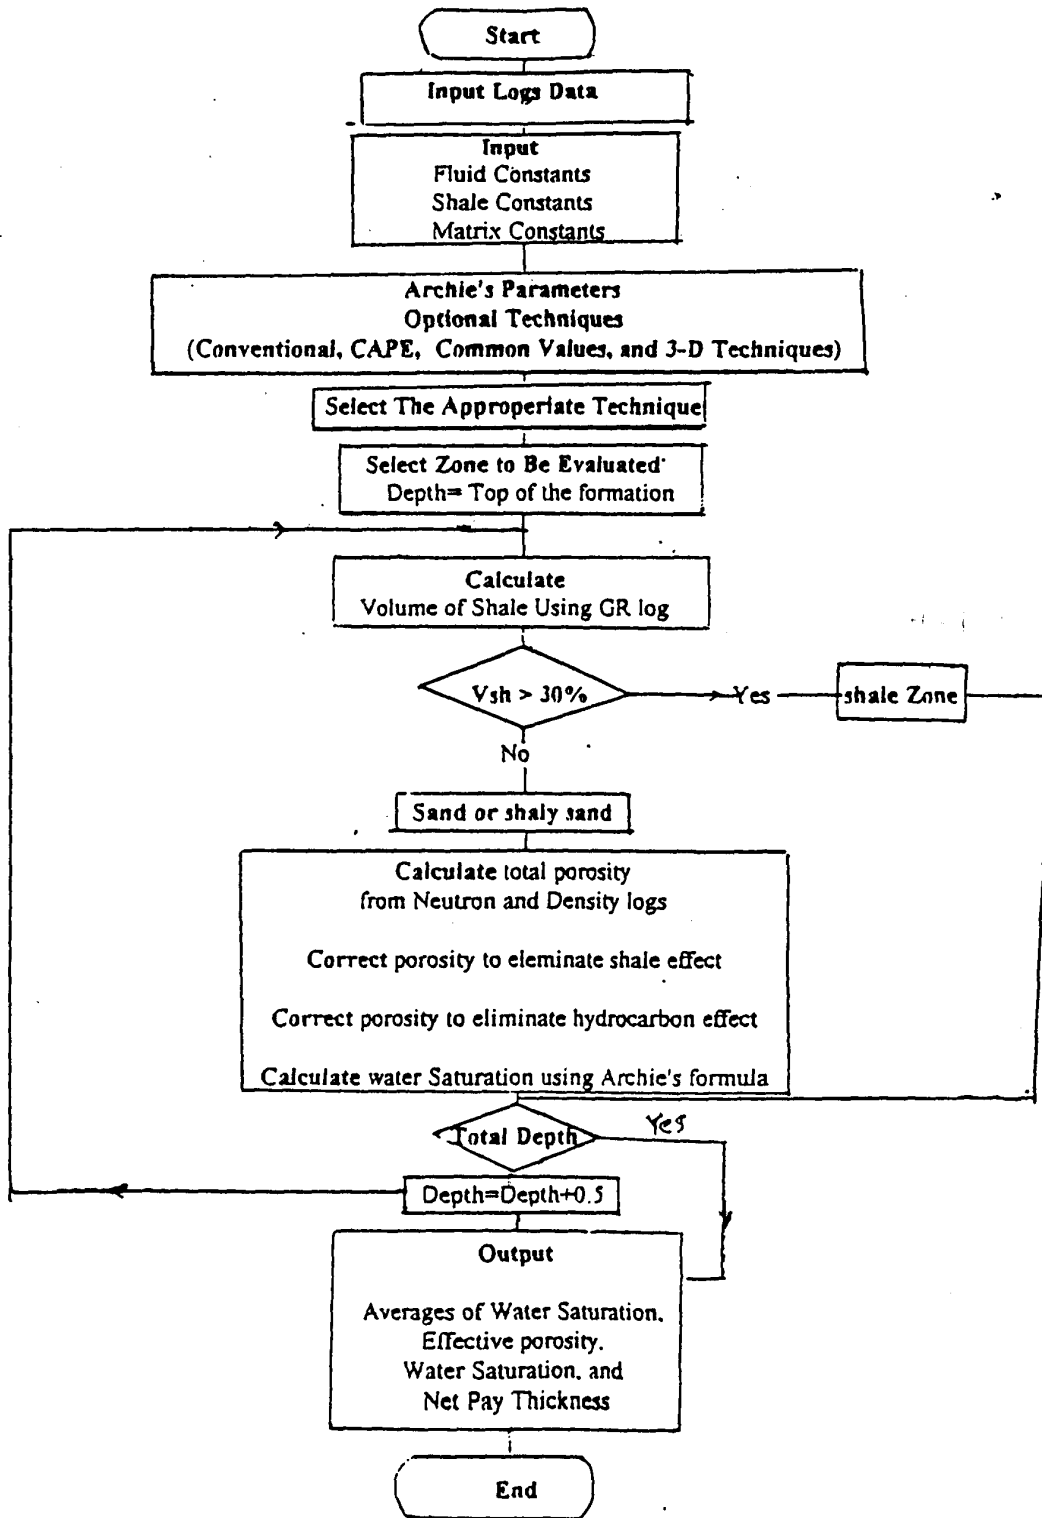 Start
Input Logs Data
Input
Fluid Constants
Shale Constants
Matrix Constants
Archie's Parameters
Optional Techniques
(Conventional, CAPE, Common Values, and 3-D Techniques)
Select The Approperiate Technique
Select Zone to Be Evaluated
Depth= Top of the formation
Calculate
Volume of Shale Using GR log
Vsh > 30%
Yes
shale Zone
No
Sand or shaly sand
Calculate total porosity
from Neutron and Density logs
Correct porosity to eleminate shale effect
Correct porosity to eliminate hydrocarbon effect
Calculate water Saturation using Archie's formula
Total Depth
Yes
Depth=Depth+0.5
Output
Averages of Water Saturation,
Effective porosity,
Water Saturation, and
Net Pay Thickness
End